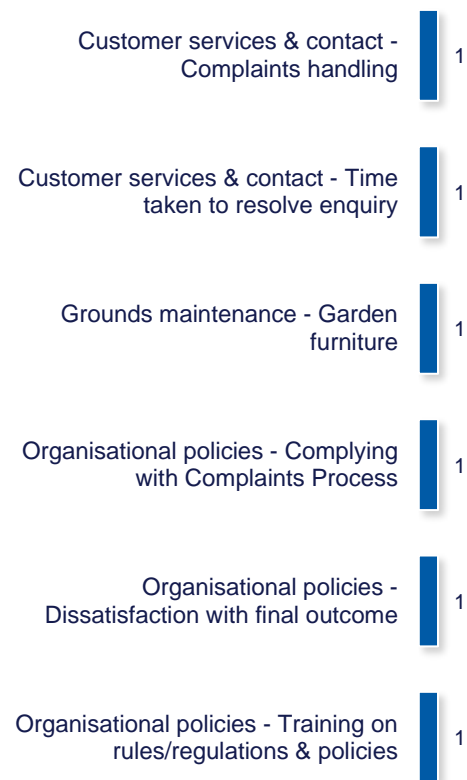 Customer services & contact -
Complaints handling
1
Customer services & contact - Time
taken to resolve enquiry
1
Grounds maintenance - Garden
furniture
1
Organisational policies - Complying
with Complaints Process
1
Organisational policies -
Dissatisfaction with final outcome
1
Organisational policies - Training on
rules/regulations & policies
1